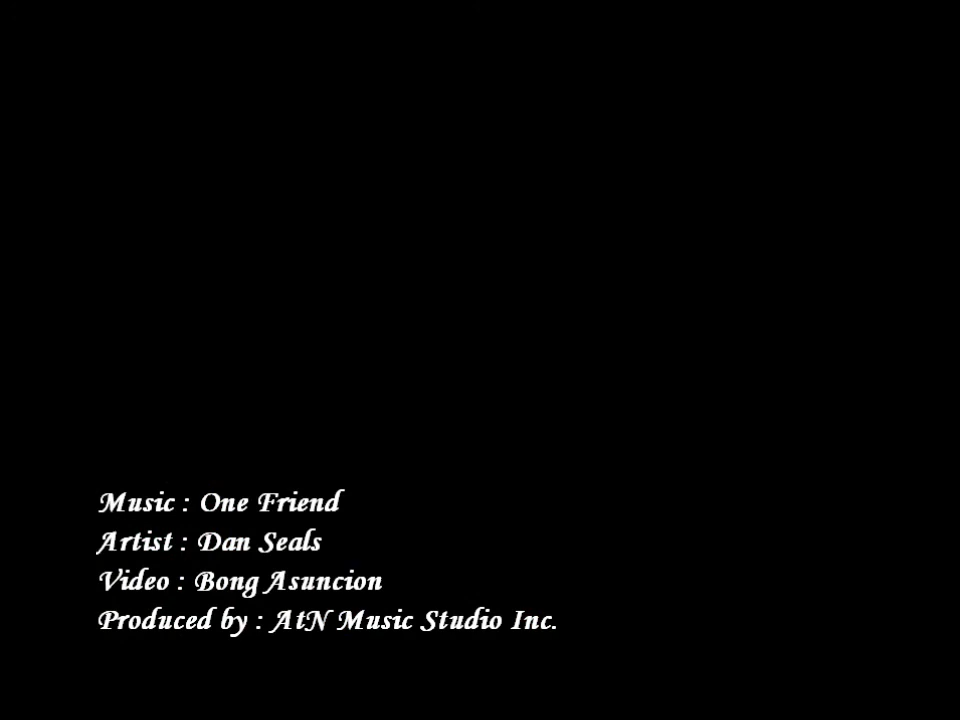 Music : One Friend
Artist : Dan Seals
Video : Bong Asuncion
Produced by : AtN Music Studio Inc.